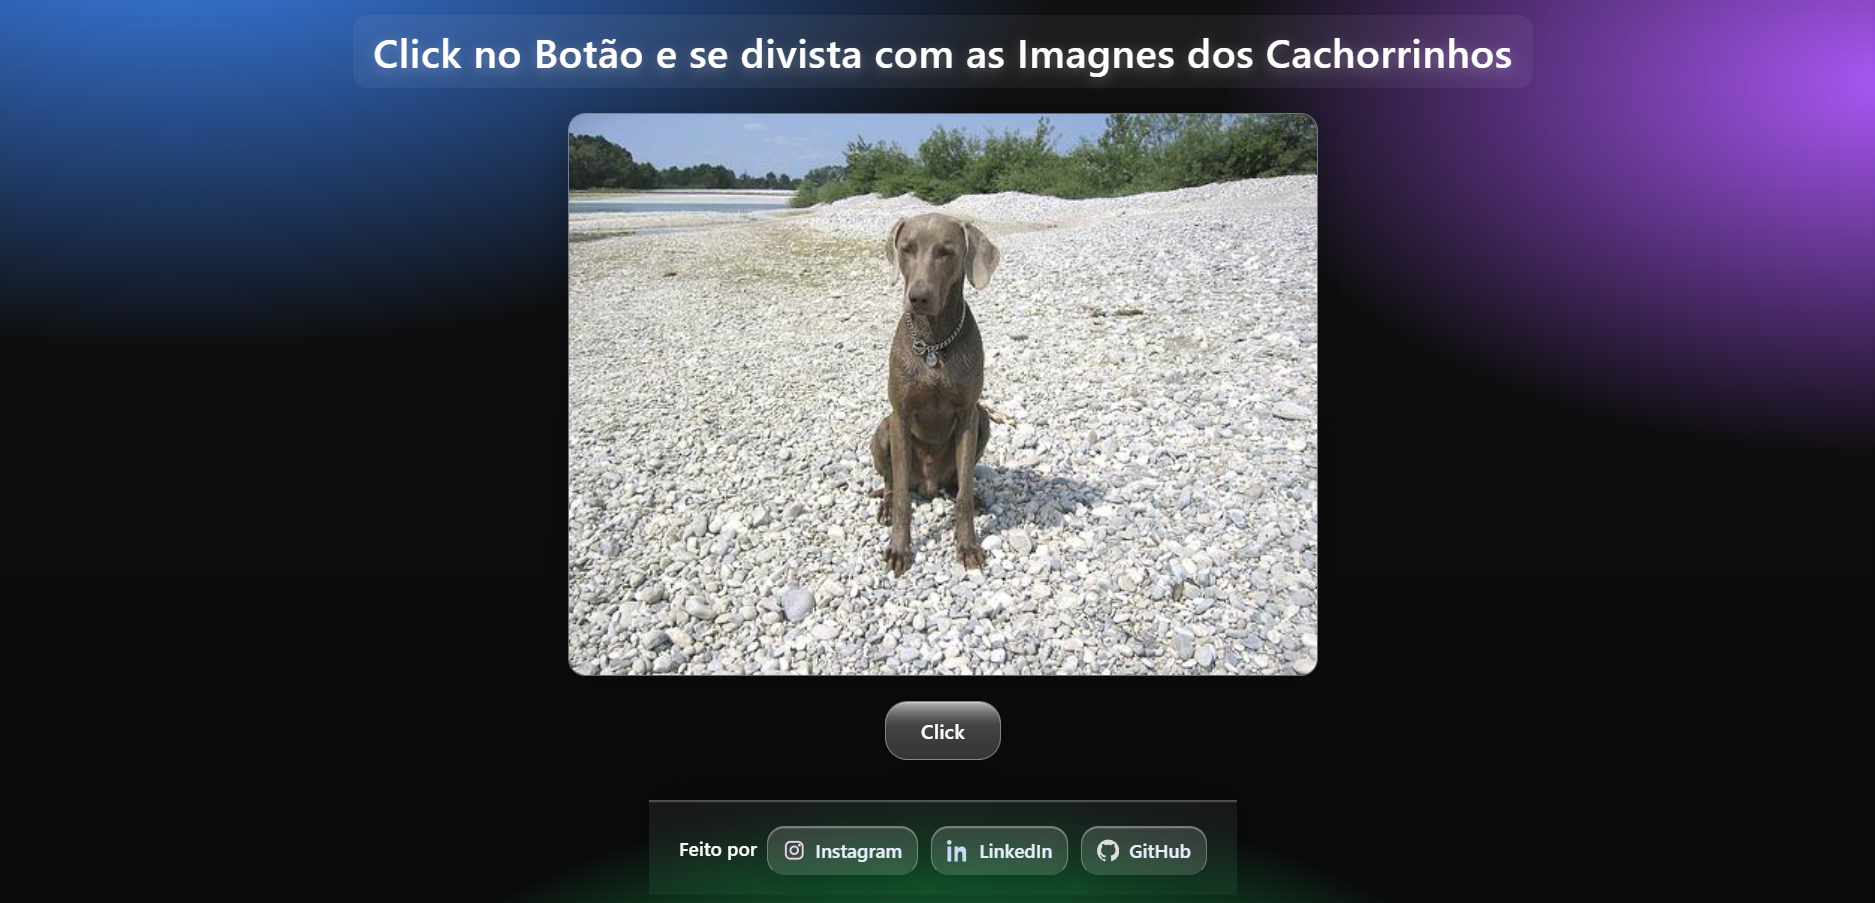 Click no Botão e se divista com as Imagnes dos Cachorrinhos
Click
Feito por Instagram LinkedIn GitHub